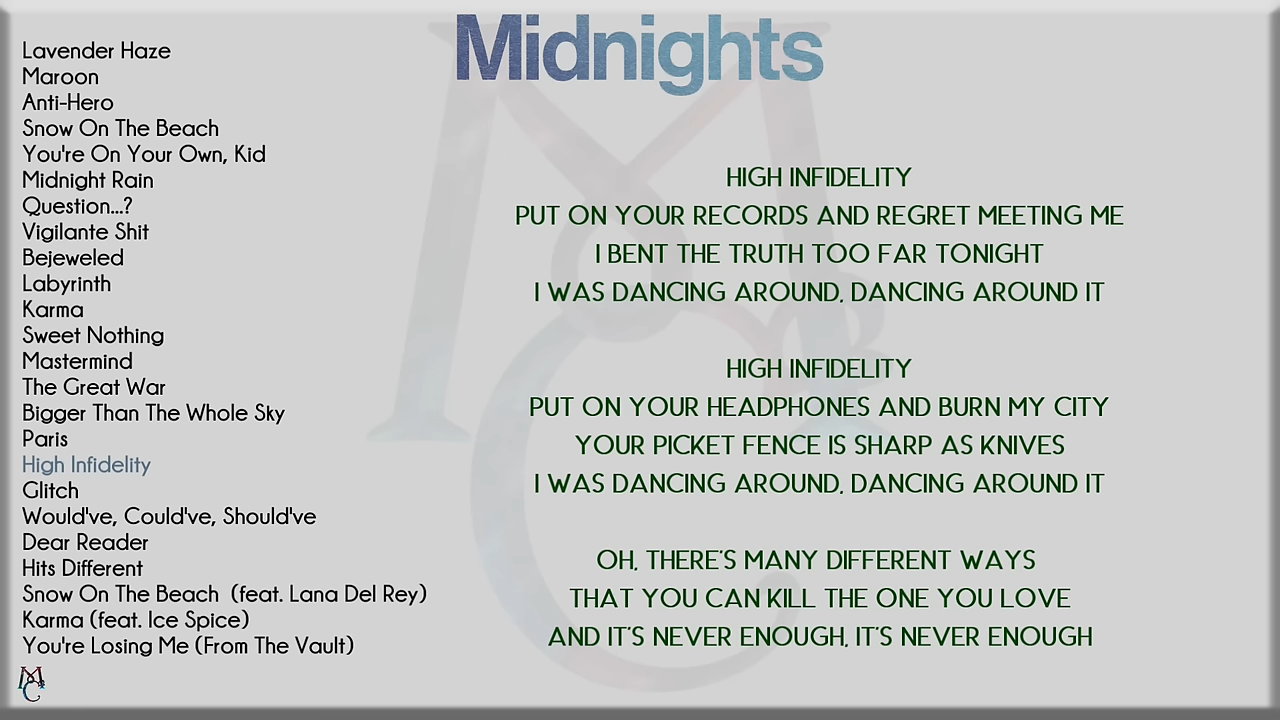 Midnights
Lavender Haze
Maroon
Anti-Hero
Snow On The Beach
You're On Your Own, Kid
Midnight Rain
Question...?
Vigilante Shit
Bejeweled
Labyrinth
Karma
Sweet Nothing
Mastermind
The Great War
Bigger Than The Whole Sky
Paris
High Infidelity
Glitch
Would've, Could've, Should've
Dear Reader
Hits Different
Snow On The Beach (feat. Lana Del Rey)
Karma (feat. Ice Spice)
You're Losing Me (From The Vault)
HIGH INFIDELITY
PUT ON YOUR RECORDS AND REGRET MEETING ME
I BENT THE TRUTH TOO FAR TONIGHT
I WAS DANCING AROUND, DANCING AROUND IT
HIGH INFIDELITY
PUT ON YOUR HEADPHONES AND BURN MY CITY
YOUR PICKET FENCE IS SHARP AS KNIVES
I WAS DANCING AROUND, DANCING AROUND IT
OH, THERE'S MANY DIFFERENT WAYS
THAT YOU CAN KILL THE ONE YOU LOVE
AND IT'S NEVER ENOUGH, IT'S NEVER ENOUGH